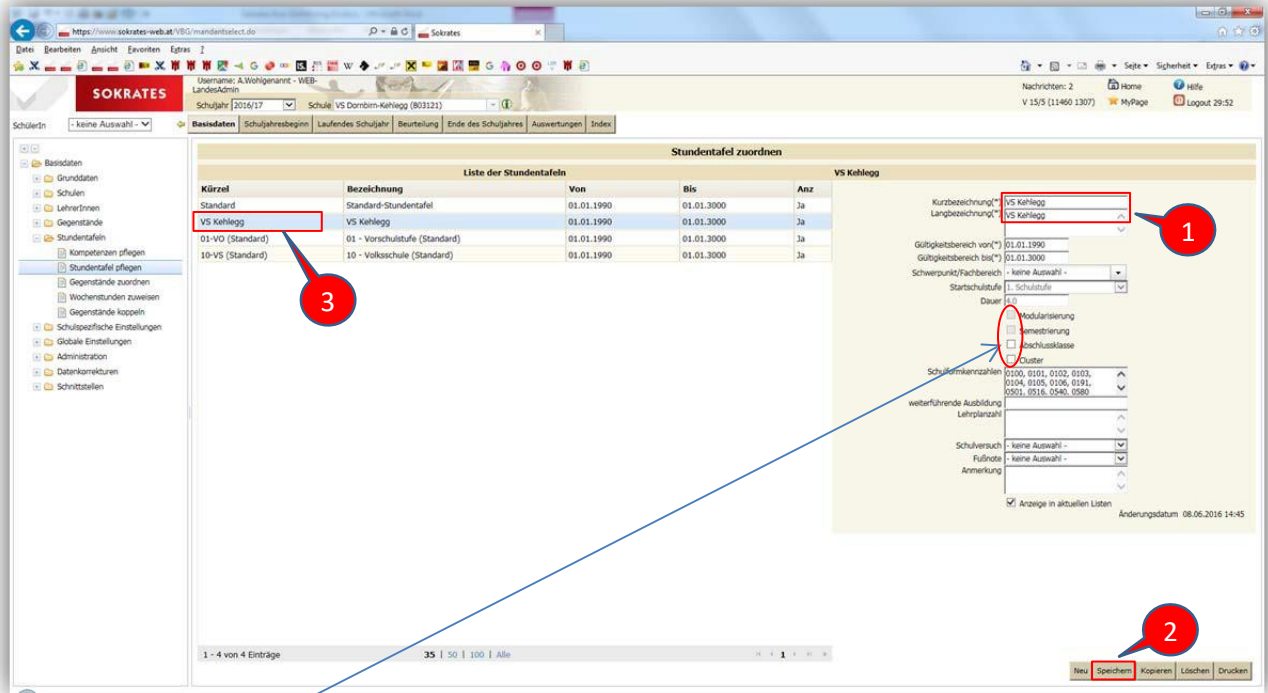 https://www.sokrates-web.at/VBG/mandantselect.do
Sokrates
Datei Bearbeiten Ansicht Favoriten Extras ?
Seite Sicherheit Extras
SOKRATES
Username: A.Wohlgenannt - WEB-LandesAdmin
Schuljahr 2016/17 Schule VS Dornbirn-Kehlegg (803121)
Nachrichten: 2 Home Hilfe
V 15/5 (11460 1307) MyPage Logout 29:52
SchülerIn - keine Auswahl -
Basisdaten Schuljahresbeginn Laufendes Schuljahr Beurteilung Ende des Schuljahres Auswertungen Index
Basisdaten
Grunddaten
Schulen
LehrerInnen
Gegenstände
Stundentafeln
Kompetenzen pflegen
Stundentafel pflegen
Gegenstände zuordnen
Wochenstunden zuweisen
Gegenstände koppeln
Schulspezifische Einstellungen
Globale Einstellungen
Administration
Datenkorrekturen
Schnittstellen
Stundentafel zuordnen
Liste der Stundentafeln
Kürzel Bezeichnung Von Bis Anz
Standard Standard-Stundentafel 01.01.1990 01.01.3000 Ja
VS Kehlegg VS Kehlegg 01.01.1990 01.01.3000 Ja
01-VO (Standard) 01 - Vorschulstufe (Standard) 01.01.1990 01.01.3000 Ja
10-VS (Standard) 10 - Volksschule (Standard) 01.01.1990 01.01.3000 Ja
3
VS Kehlegg
Kurzbezeichnung(*) VS Kehlegg
Langbezeichnung(*) VS Kehlegg
1
Gültigkeitsbereich von(*) 01.01.1990
Gültigkeitsbereich bis(*) 01.01.3000
Schwerpunkt/Fachbereich - keine Auswahl -
Startschulstufe 1. Schulstufe
Dauer 4,0
Modularisierung
Semestrierung
Abschlussklasse
Cluster
Schulformkennzahlen 0100, 0101, 0102, 0103,
0104, 0105, 0106, 0191,
0501, 0516, 0540, 0580
weiterführende Ausbildung
Lehrplanzahl
Schulversuch - keine Auswahl -
Fußnote - keine Auswahl -
Anmerkung
Anzeige in aktuellen Listen
Änderungsdatum 08.06.2016 14:45
1 - 4 von 4 Einträge 35 | 50 | 100 | Alle 1
2
Neu Speichern Kopieren Löschen Drucken